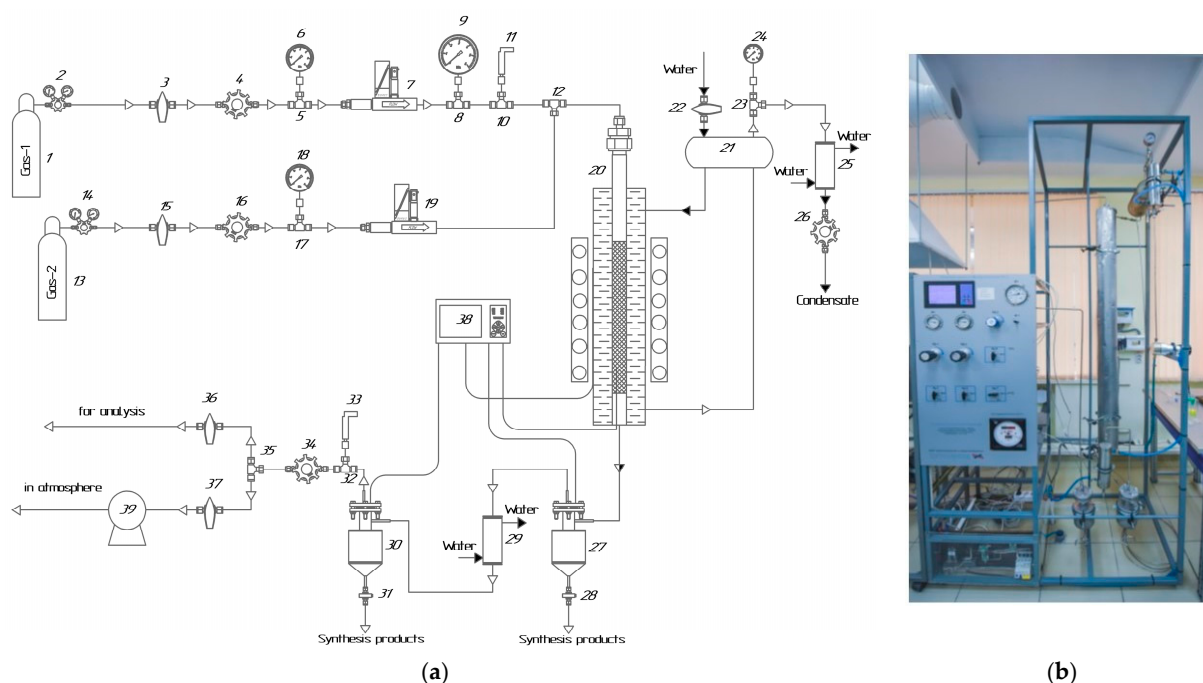 1
2
3
4
5
6
7
8
9
10
11
12
13
14
15
16
17
18
19
20
21
22
23
24
25
26
27
28
29
30
31
32
33
34
35
36
37
38
39
Gas-1
Gas-2
Water
Water
Water
Condensate
for analysis
in atmosphere
Water
Water
Synthesis products
Synthesis products
(a)
(b)